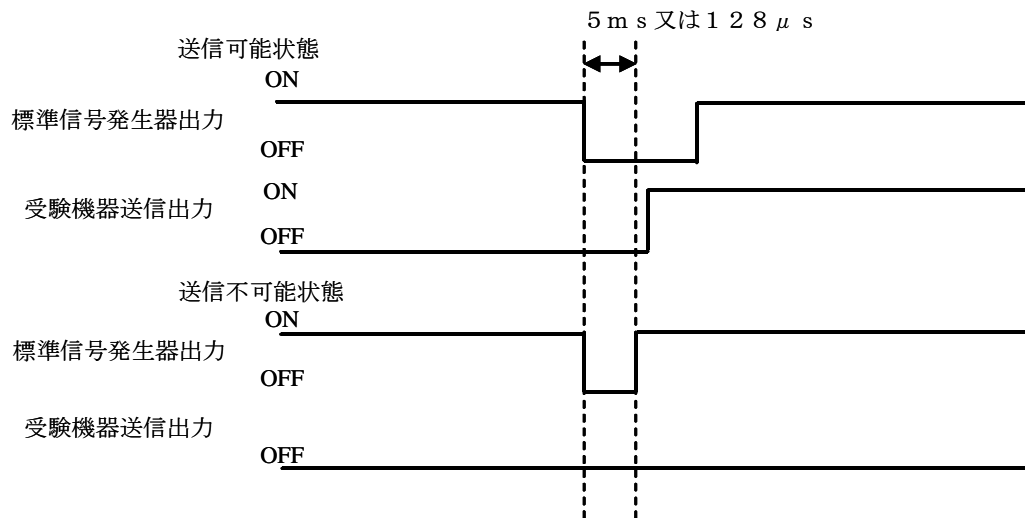 ５ｍｓ又は１２８μｓ
送信可能状態
ON
標準信号発生器出力
OFF
ON
受験機器送信出力
OFF
送信不可能状態
ON
標準信号発生器出力
OFF
受験機器送信出力
OFF